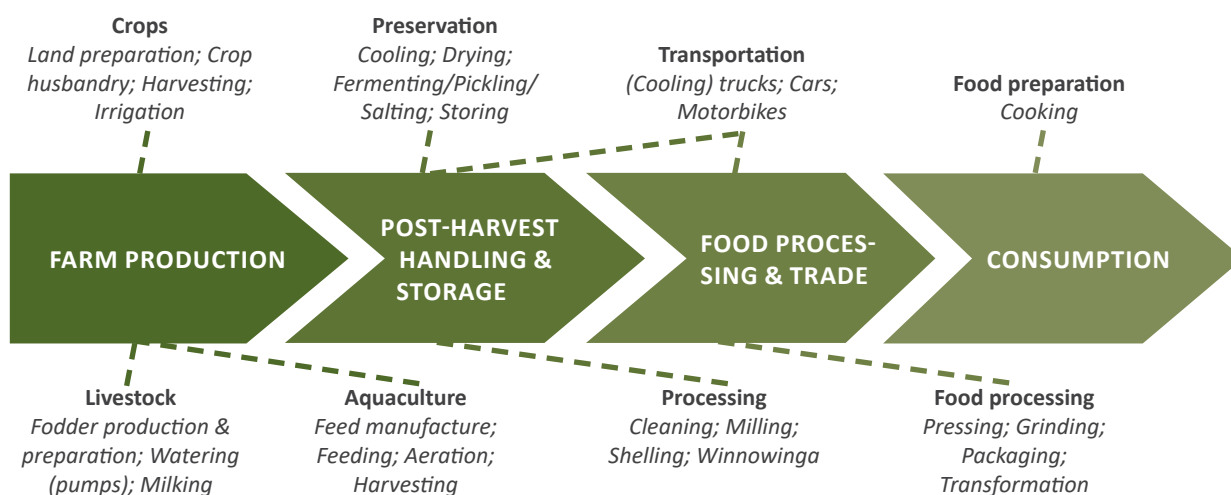 Crops
Land preparation; Crop
husbandry; Harvesting;
Irrigation
Preservation
Cooling; Drying;
Fermenting/Pickling/
Salting; Storing
Transportation
(Cooling) trucks; Cars;
Motorbikes
Food preparation
Cooking
FARM PRODUCTION
POST-HARVEST
HANDLING &
STORAGE
FOOD PROCES-
SING & TRADE
CONSUMPTION
Livestock
Fodder production &
preparation; Watering
(pumps); Milking
Aquaculture
Feed manufacture;
Feeding; Aeration;
Harvesting
Processing
Cleaning; Milling;
Shelling; Winnowinga
Food processing
Pressing; Grinding;
Packaging;
Transformation